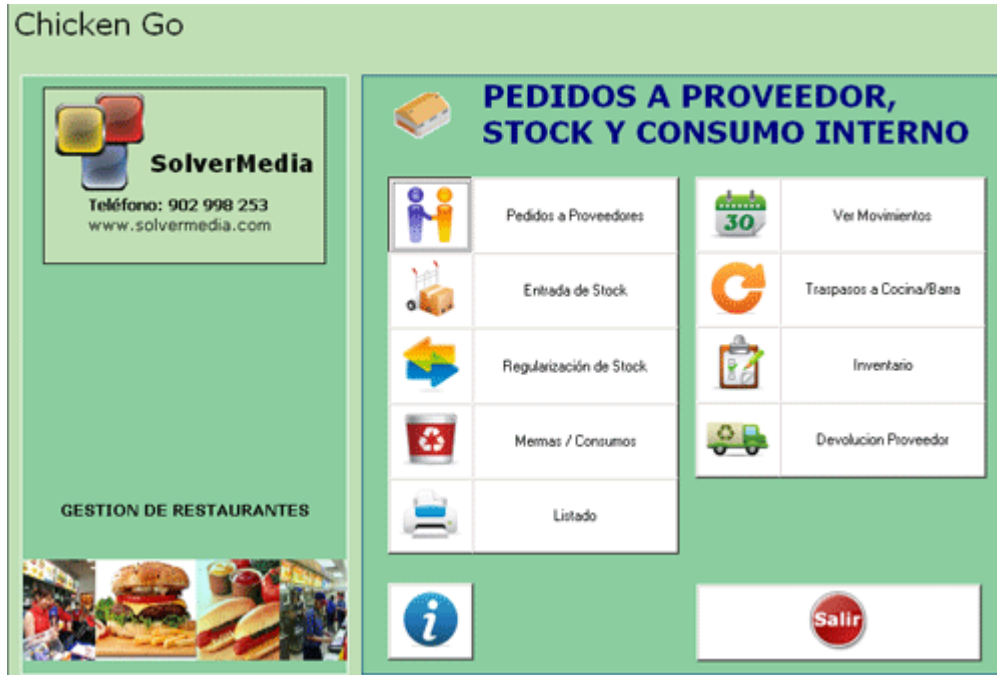 Chicken Go
SolverMedia
Teléfono: 902 998 253
www.solvermedia.com
GESTION DE RESTAURANTES
PEDIDOS A PROVEEDOR,
STOCK Y CONSUMO INTERNO
Pedidos a Proveedores
Entrada de Stock
Regularización de Stock
Mermas / Consumos
Listado
30
Ver Movimientos
Traspasos a Cocina/Barra
Inventario
Devolucion Proveedor
i
Salir